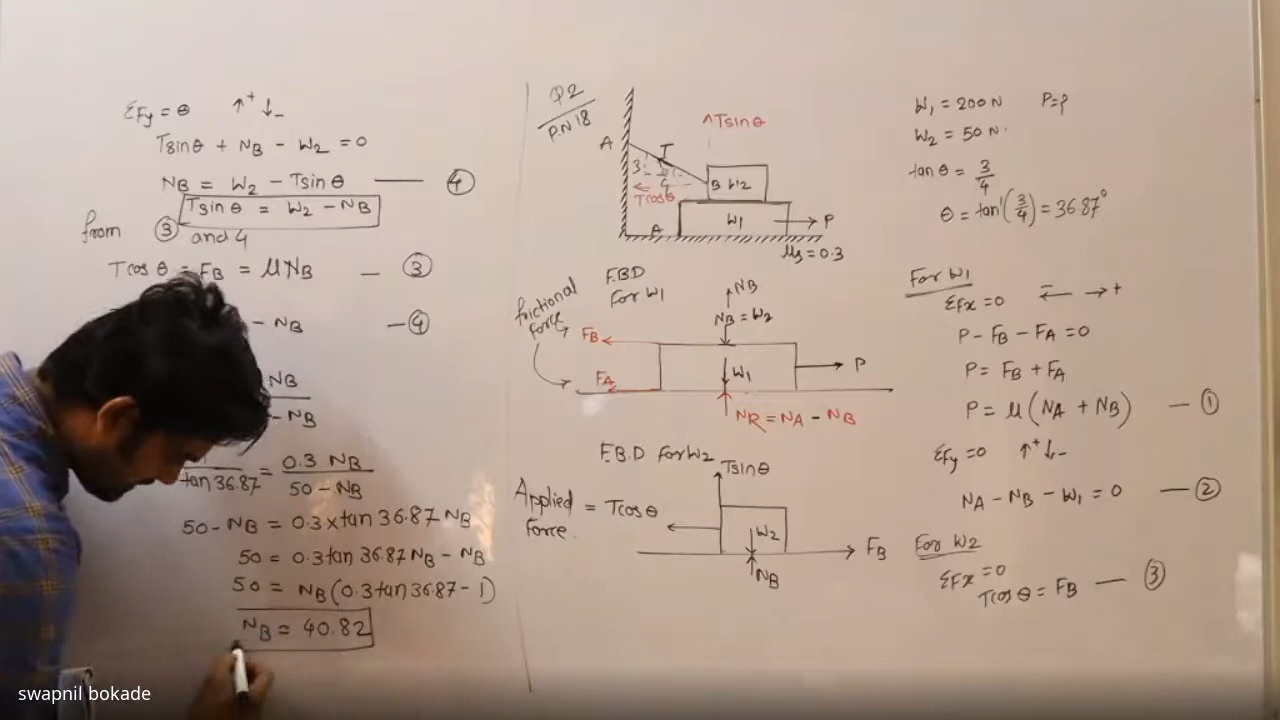 ΣFy = 0 ↑+ ↓-
Tsinθ + NB - W2 = 0
NB = W2 - Tsinθ —— ④
Tsinθ = W2 - NB
from ③ and 4
Tcosθ = FB = μNB — ③
- NB —④
NB
- NB
tan 36.87 = 0.3 NB
50 - NB
50 - NB = 0.3 x tan 36.87 NB
50 = 0.3 tan 36.87 NB - NB
50 = NB (0.3 tan 36.87 - 1)
NB = 40.82
Q2
P.N 18
Tsinθ
A
T
3
4
Tcosθ
B W2
W1
P
A
μs = 0.3
F.B.D
For W1
frictional
force
NB
NB = W2
FB
FA
W1
P
NR = NA - NB
F.B.D For W2
Tsinθ
Applied = Tcosθ
force.
W2
FB
NB
W1 = 200 N P=?
W2 = 50 N.
tanθ = 3/4
θ = tan-1(3/4) = 36.87°
For W1
ΣFx = 0 ←- →+
P - FB - FA = 0
P = FB + FA
P = μ (NA + NB) — ①
ΣFy = 0 ↑+ ↓-
NA - NB - W1 = 0 — ②
For W2
ΣFx = 0
Tcosθ = FB — ③
swapnil bokade